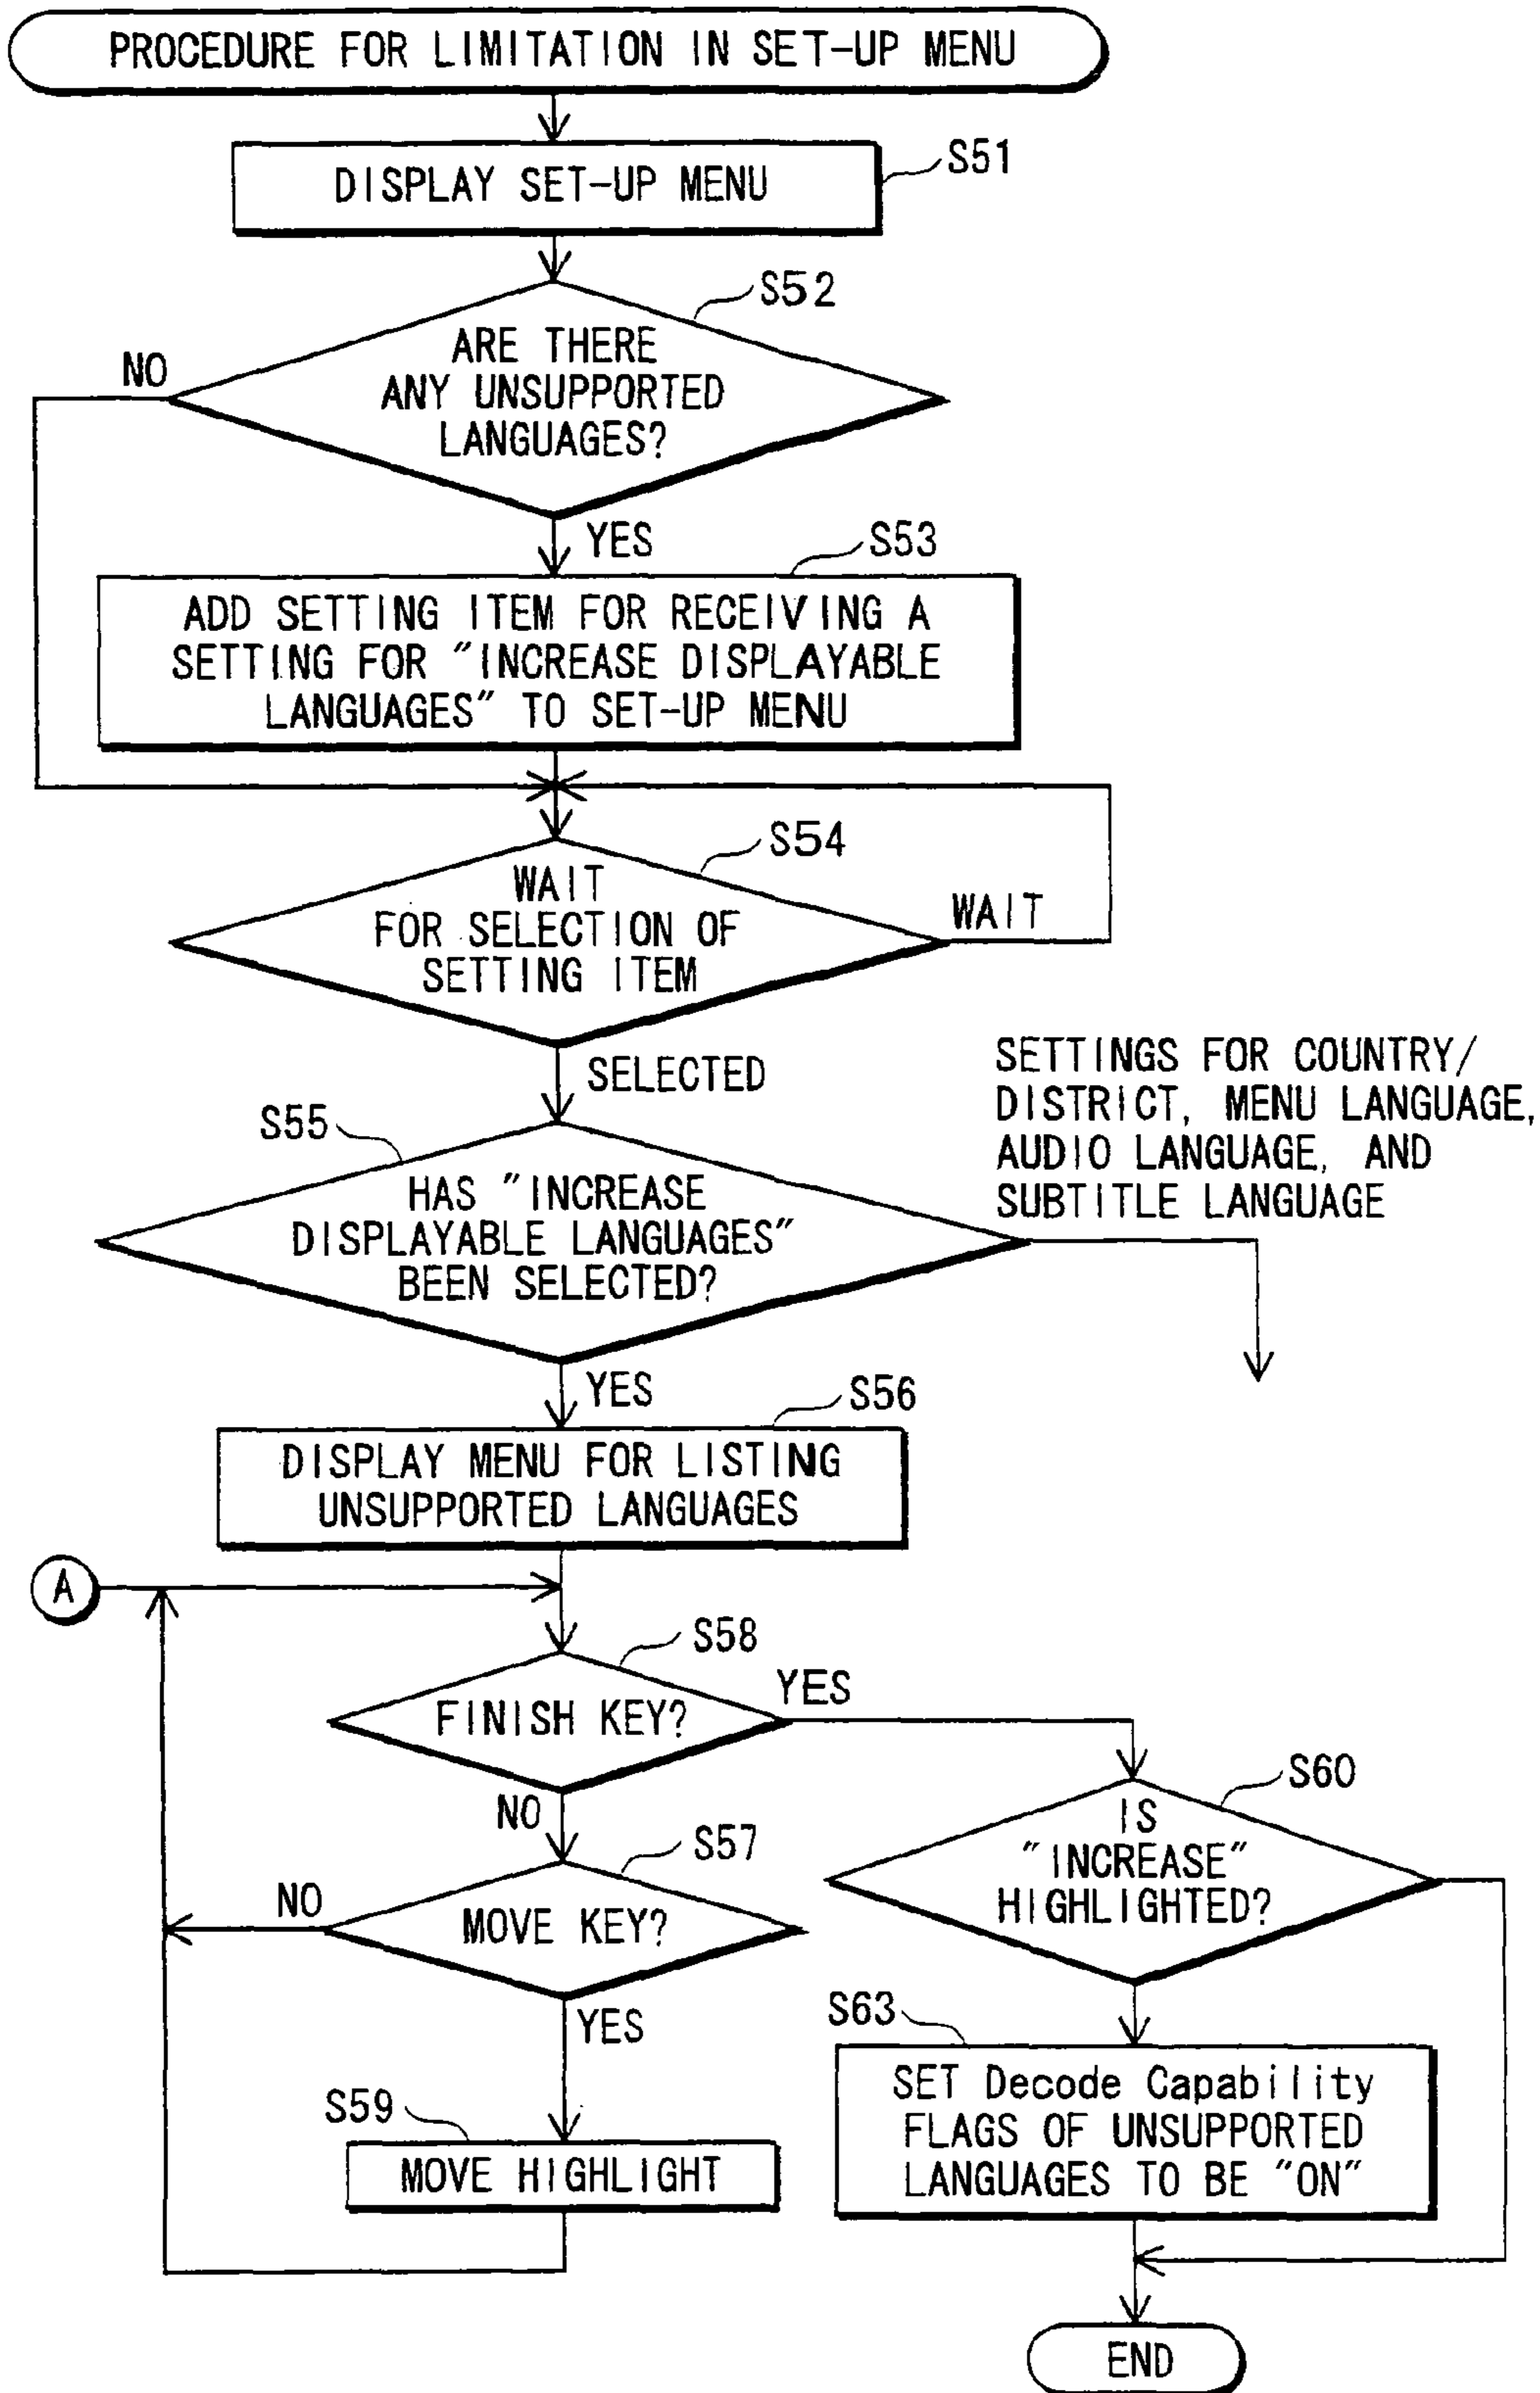 PROCEDURE FOR LIMITATION IN SET-UP MENU
S51
DISPLAY SET-UP MENU
S52
ARE THERE
ANY UNSUPPORTED
LANGUAGES?
NO
YES
S53
ADD SETTING ITEM FOR RECEIVING A
SETTING FOR "INCREASE DISPLAYABLE
LANGUAGES" TO SET-UP MENU
S54
WAIT
FOR SELECTION OF
SETTING ITEM
WAIT
SELECTED
SETTINGS FOR COUNTRY/
DISTRICT, MENU LANGUAGE,
AUDIO LANGUAGE, AND
SUBTITLE LANGUAGE
S55
HAS "INCREASE
DISPLAYABLE LANGUAGES"
BEEN SELECTED?
YES
S56
DISPLAY MENU FOR LISTING
UNSUPPORTED LANGUAGES
A
S58
FINISH KEY?
YES
NO
S57
MOVE KEY?
NO
YES
S59
MOVE HIGHLIGHT
S60
IS
"INCREASE"
HIGHLIGHTED?
S63
SET Decode Capability
FLAGS OF UNSUPPORTED
LANGUAGES TO BE "ON"
END